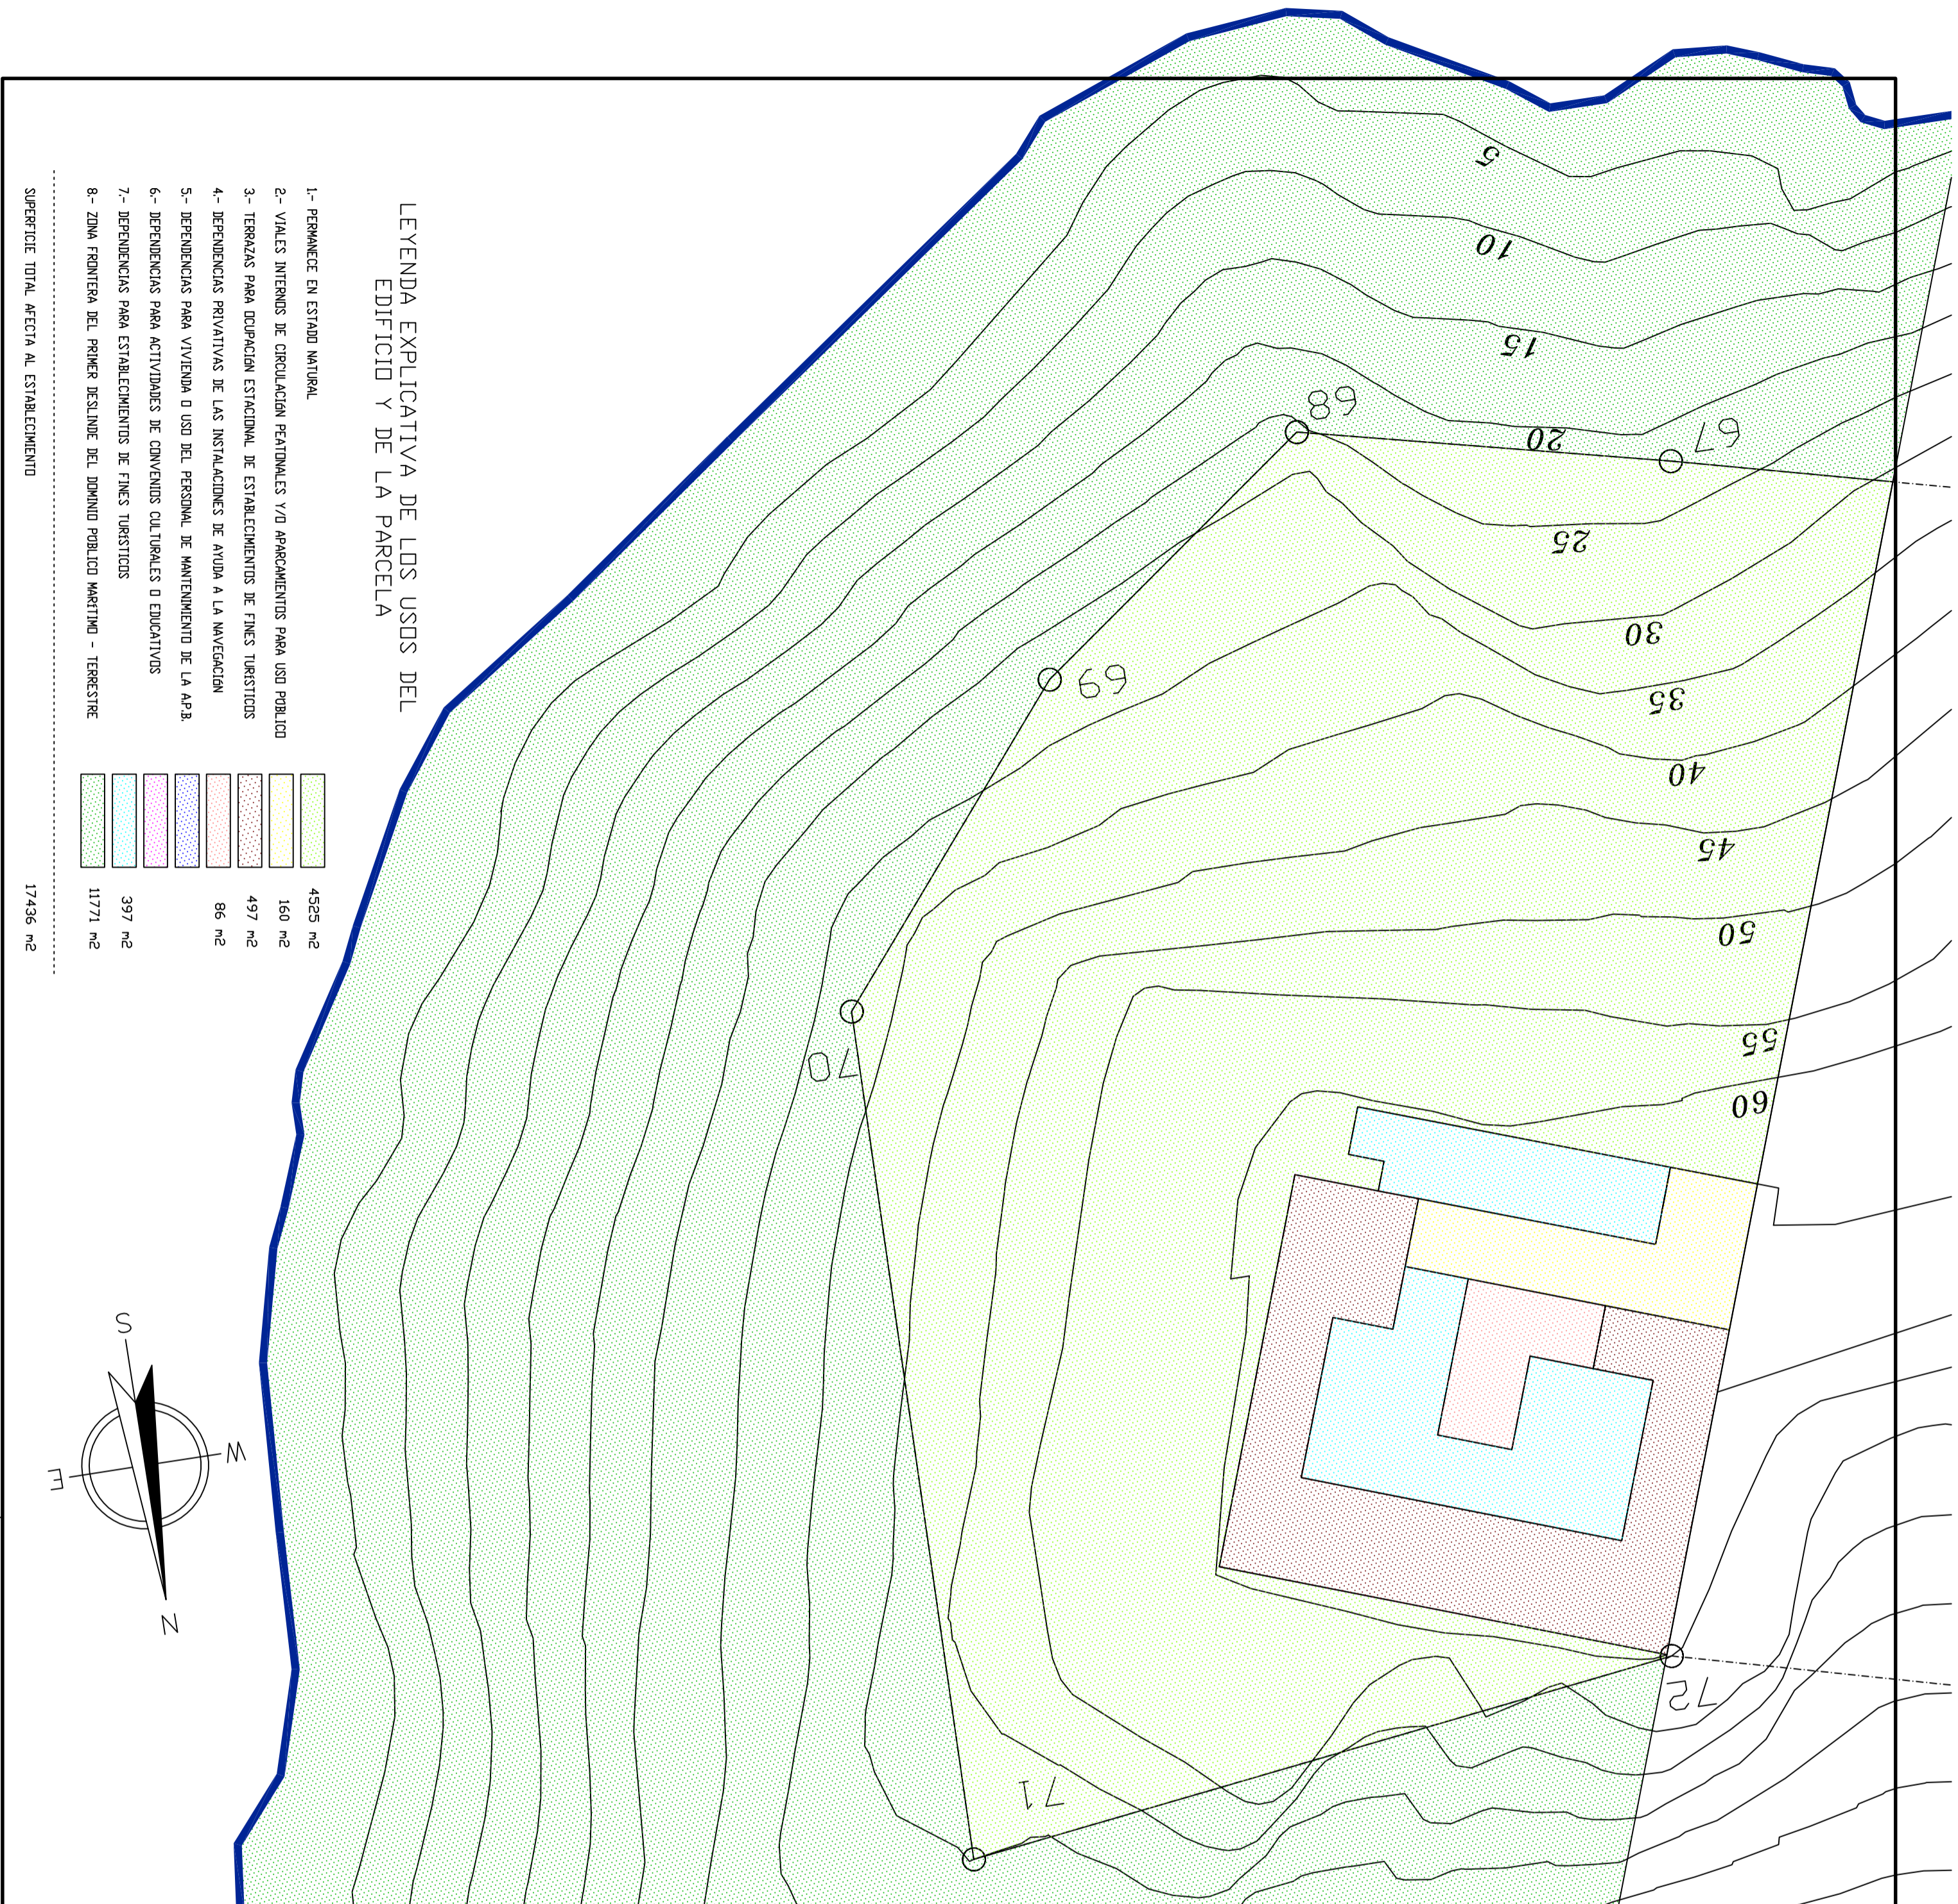 LEYENDA EXPLICATIVA DE LOS USOS DEL
EDIFICIO Y DE LA PARCELA
1.- PERMANECE EN ESTADO NATURAL 4525 m2
2.- VIALES INTERNOS DE CIRCULACIóN PEATONALES Y/O APARCAMIENTOS PARA USO PúBLICO 160 m2
3.- TERRAZAS PARA OCUPACIóN ESTACIONAL DE ESTABLECIMIENTOS DE FINES TURíSTICOS 497 m2
4.- DEPENDENCIAS PRIVATIVAS DE LAS INSTALACIONES DE AYUDA A LA NAVEGACIóN 86 m2
5.- DEPENDENCIAS PARA VIVIENDA O USO DEL PERSONAL DE MANTENIMIENTO DE LA A.P.B.
6.- DEPENDENCIAS PARA ACTIVIDADES DE CONVENIOS CULTURALES O EDUCATIVOS
7.- DEPENDENCIAS PARA ESTABLECIMIENTOS DE FINES TURíSTICOS 397 m2
8.- ZONA FRONTERA DEL PRIMER DESLINDE DEL DOMINIO PúBLICO MARíTIMO - TERRESTRE 11771 m2
SUPERFICIE TOTAL AFECTA AL ESTABLECIMIENTO 17436 m2
5
10
15
20
25
30
35
40
45
50
55
60
67
68
69
70
71
72
S
W
E
N